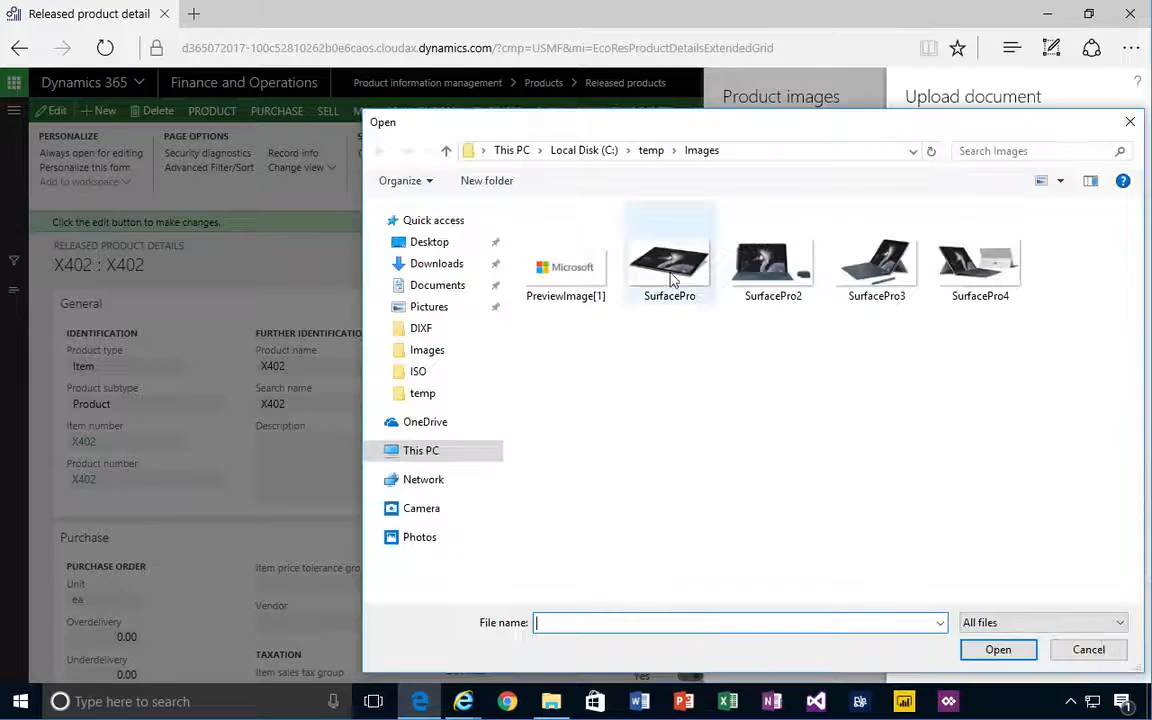 Released product detail
d365072017-100c52810262b0e6caos.cloudax.dynamics.com/?cmp=USMF&mi=EcoResProductDetailsExtendedGrid
Dynamics 365
Finance and Operations
Product information management > Products > Released products
Product images
Upload document
?
Edit
+ New
Delete
PRODUCT
PURCHASE
SELL
PERSONALIZE
Always open for editing
Personalize this form
Add to workspace
PAGE OPTIONS
Security diagnostics
Advanced Filter/Sort
Record info
Change view
Click the edit button to make changes.
RELEASED PRODUCT DETAILS
X402 : X402
General
IDENTIFICATION
Product type
Item
Product subtype
Product
Item number
X402
Product number
X402
FURTHER IDENTIFICATION
Product name
X402
Search name
X402
Description
Purchase
PURCHASE ORDER
Unit
ea
Overdelivery
0.00
Underdelivery
0.00
Item price tolerance gro
Vendor
TAXATION
Item sales tax group
Yes
Open
This PC > Local Disk (C:) > temp > Images
Search Images
Organize
New folder
?
Quick access
Desktop
Downloads
Documents
Pictures
DIXF
Images
ISO
temp
OneDrive
This PC
Network
Camera
Photos
Microsoft
PreviewImage[1]
SurfacePro
SurfacePro2
SurfacePro3
SurfacePro4
File name:
All files
Open
Cancel
Type here to search
1